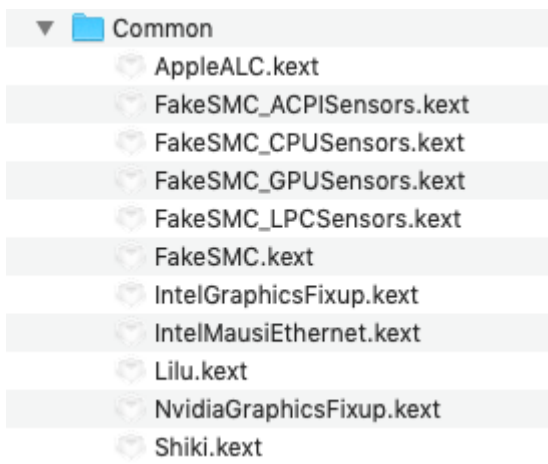 Common
AppleALC.kext
FakeSMC_ACPISensors.kext
FakeSMC_CPUSensors.kext
FakeSMC_GPUSensors.kext
FakeSMC_LPCSensors.kext
FakeSMC.kext
IntelGraphicsFixup.kext
IntelMausiEthernet.kext
Lilu.kext
NvidiaGraphicsFixup.kext
Shiki.kext